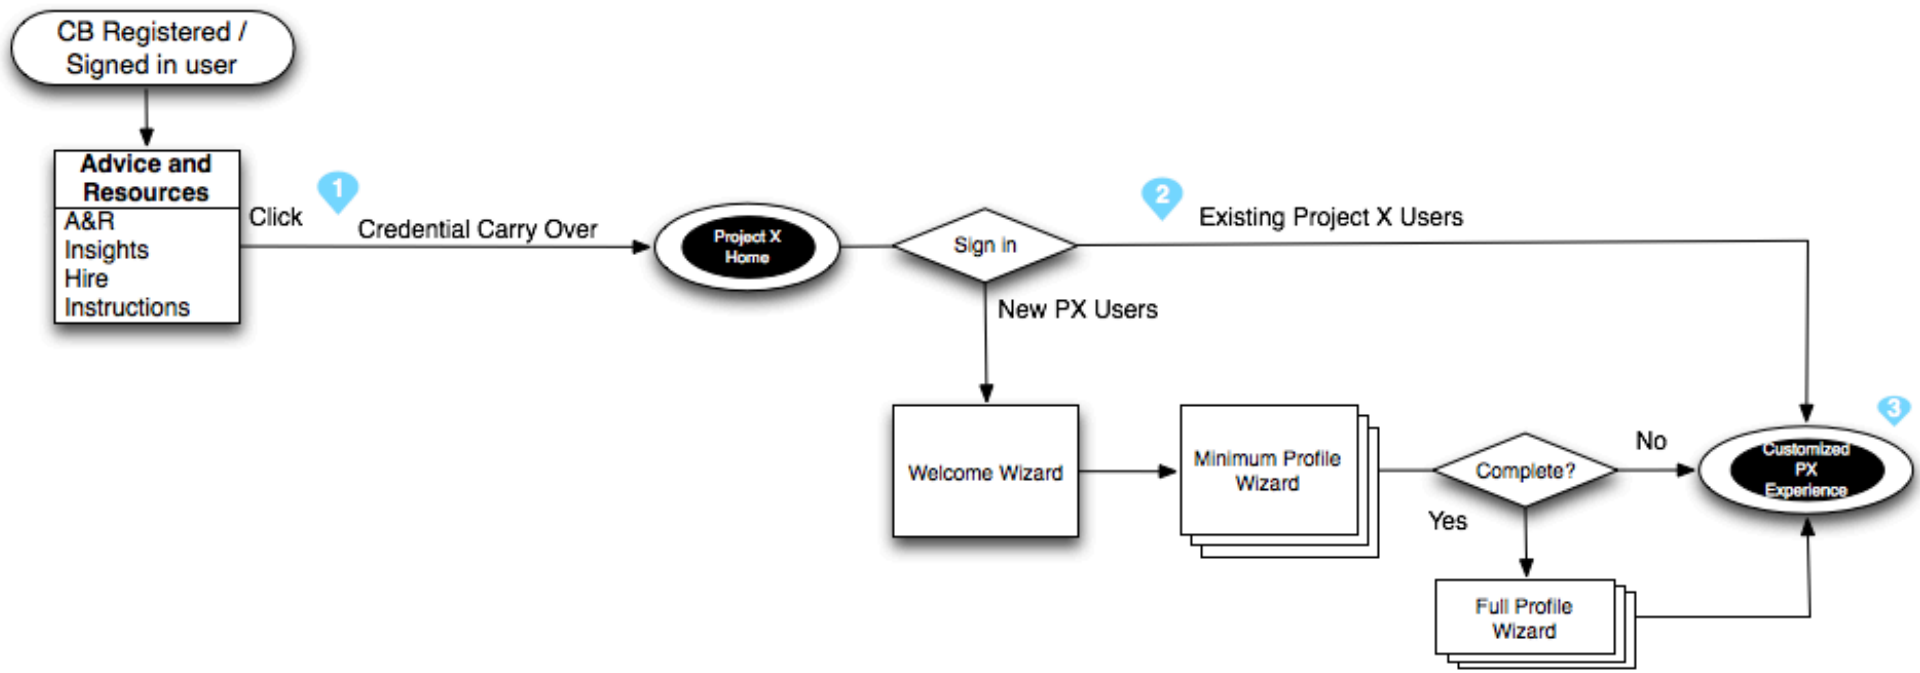 CB Registered /
Signed in user
Advice and
Resources
A&R
Insights
Hire
Instructions
Click
1
Credential Carry Over
Project X
Home
Sign in
2
Existing Project X Users
New PX Users
Welcome Wizard
Minimum Profile
Wizard
Complete?
No
Yes
3
Customized
PX
Experience
Full Profile
Wizard